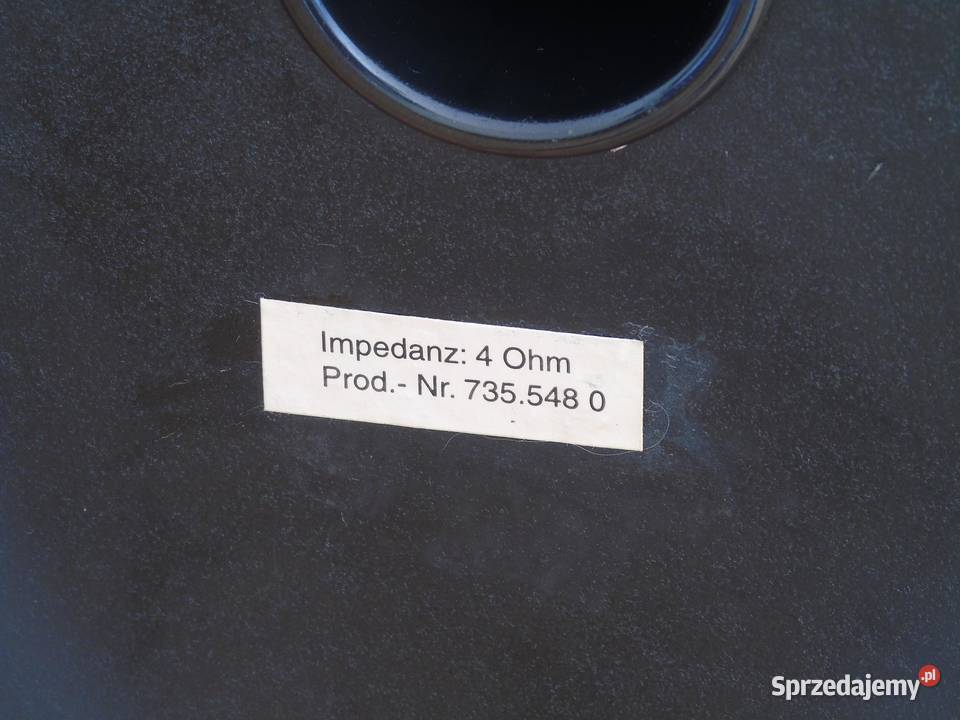 Impedanz: 4 Ohm
Prod.- Nr. 735.548 0
Sprzedajemy.pl